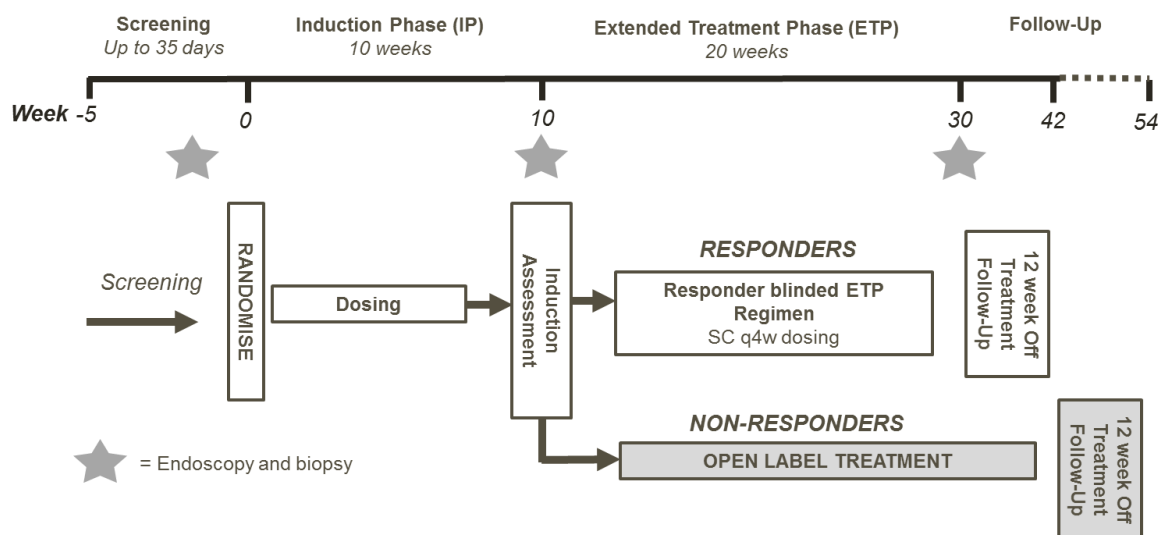 Screening
Up to 35 days
Induction Phase (IP)
10 weeks
Extended Treatment Phase (ETP)
20 weeks
Follow-Up
Week -5
0
10
30
42
54
Screening
RANDOMISE
Dosing
Induction
Assessment
RESPONDERS
Responder blinded ETP
Regimen
SC q4w dosing
12 week Off
Treatment
Follow-Up
NON-RESPONDERS
OPEN LABEL TREATMENT
12 week Off
Treatment
Follow-Up
= Endoscopy and biopsy